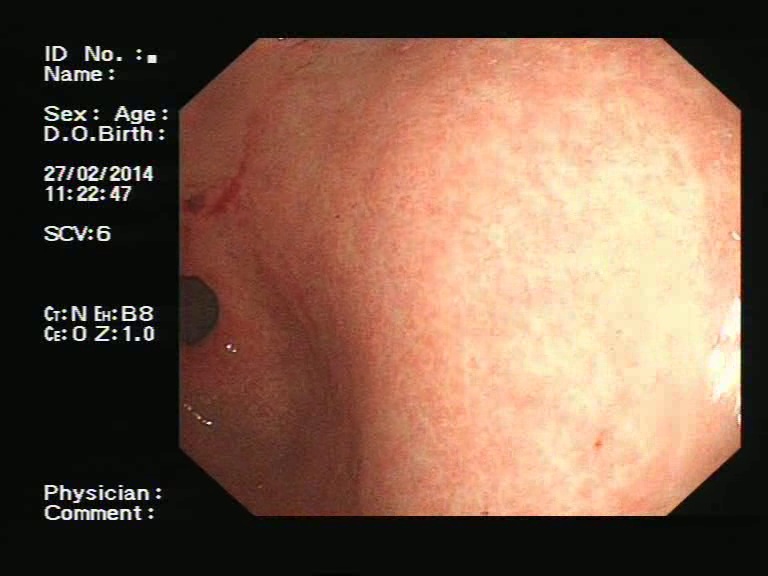 ID No. :
Name:
Sex: Age:
D.O.Birth:
27/02/2014
11:22:47
SCV:6
CT:N EH:B8
CE:0 Z:1.0
Physician:
Comment: